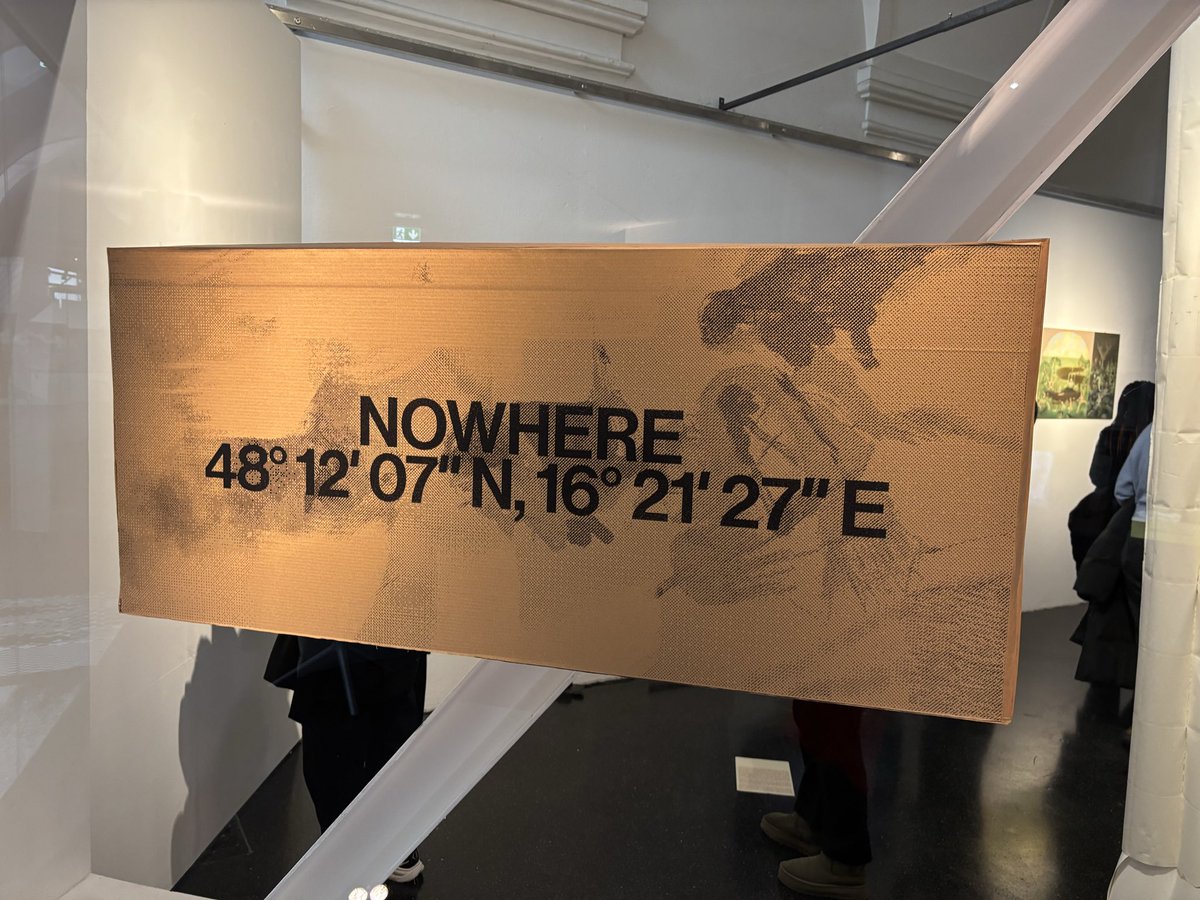 NOWHERE
48° 12' 07" N, 16° 21' 27" E